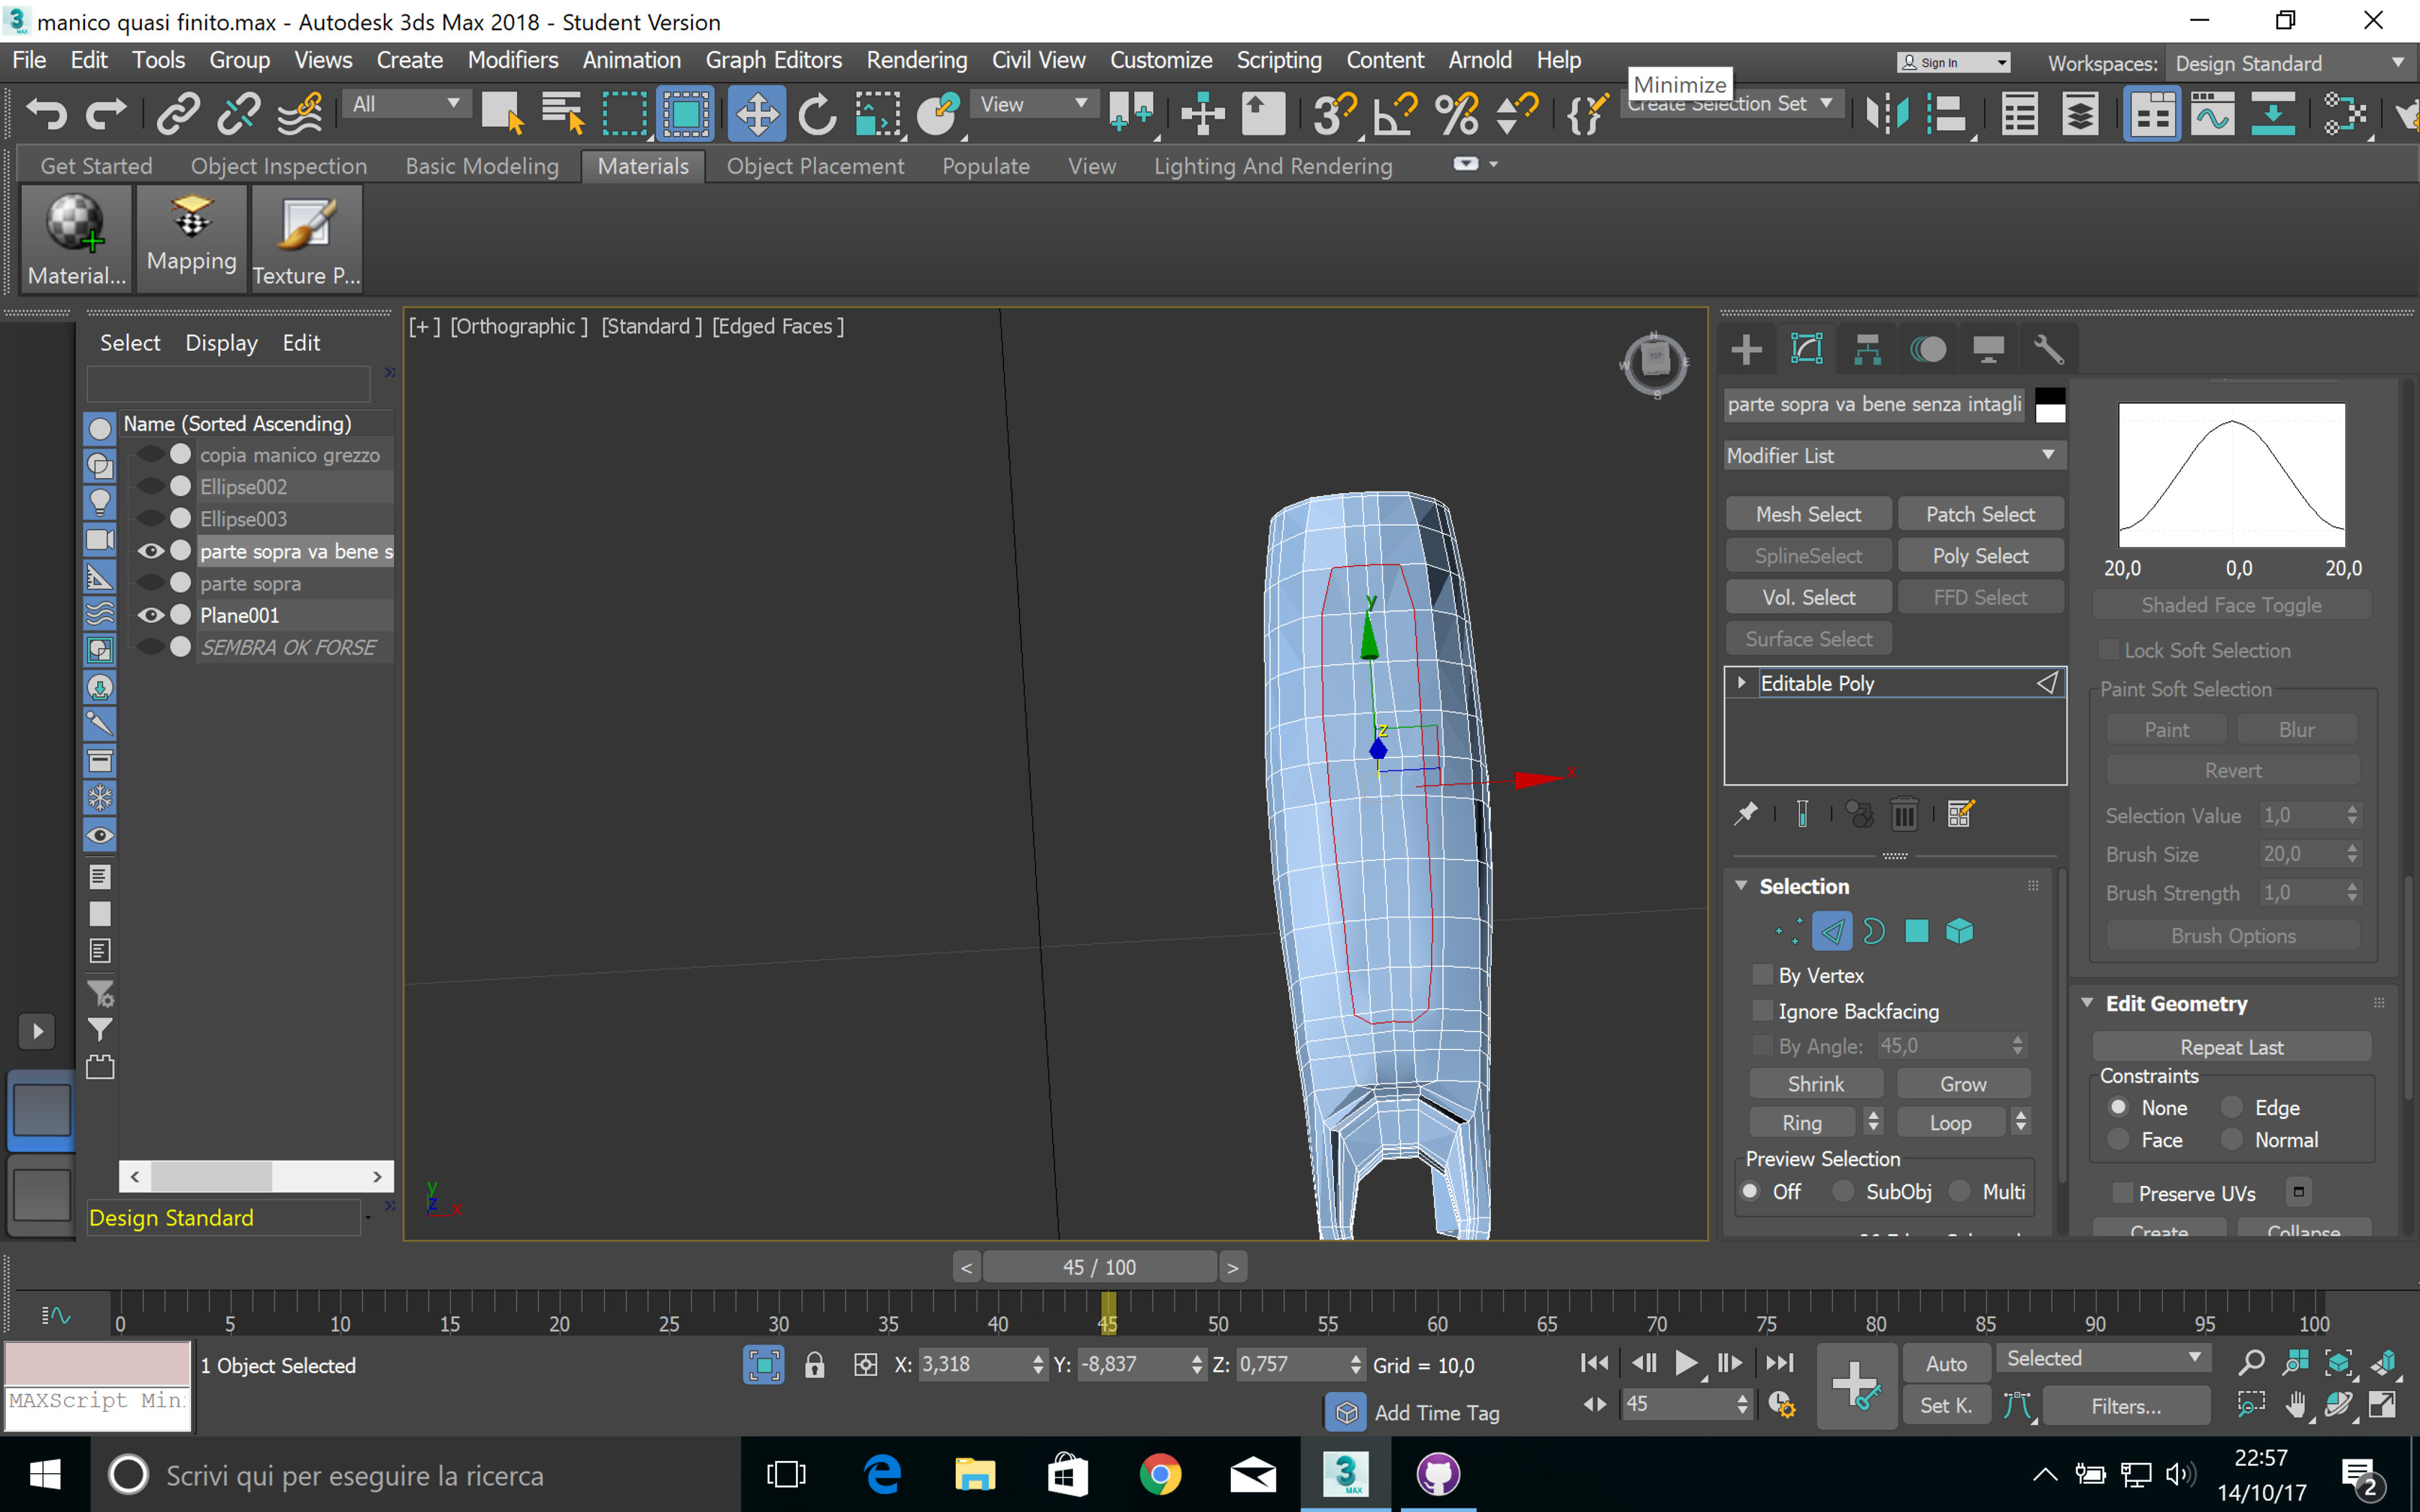 manico quasi finito.max - Autodesk 3ds Max 2018 - Student Version
File Edit Tools Group Views Create Modifiers Animation Graph Editors Rendering Civil View Customize Scripting Content Arnold Help
Sign In Workspaces: Design Standard
Minimize
All View Create Selection Set
Get Started Object Inspection Basic Modeling Materials Object Placement Populate View Lighting And Rendering
Material... Mapping Texture P...
Select Display Edit
Name (Sorted Ascending)
copia manico grezzo
Ellipse002
Ellipse003
parte sopra va bene s
parte sopra
Plane001
SEMBRA OK FORSE
Design Standard
[+] [Orthographic ] [Standard ] [Edged Faces ]
N
W TOP E
S
y
z
x
y
z x
parte sopra va bene senza intagli
Modifier List
Mesh Select Patch Select
SplineSelect Poly Select
Vol. Select FFD Select
Surface Select
Editable Poly
Selection
By Vertex
Ignore Backfacing
By Angle: 45,0
Shrink Grow
Ring Loop
Preview Selection
Off SubObj Multi
20,0 0,0 20,0
Shaded Face Toggle
Lock Soft Selection
Paint Soft Selection
Paint Blur
Revert
Selection Value 1,0
Brush Size 20,0
Brush Strength 1,0
Brush Options
Edit Geometry
Repeat Last
Constraints
None Edge
Face Normal
Preserve UVs
Create Collapse
< 45 / 100 >
0 5 10 15 20 25 30 35 40 45 50 55 60 65 70 75 80 85 90 95 100
1 Object Selected
MAXScript Min
X: 3,318 Y: -8,837 Z: 0,757 Grid = 10,0
Add Time Tag
45
Auto Selected
Set K. Filters...
Scrivi qui per eseguire la ricerca
3 MAX
22:57
14/10/17
2